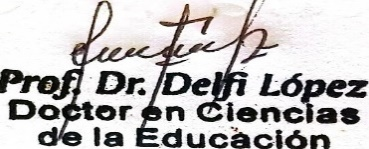 Prof. Dr. Delfi López
Doctor en Ciencias
de la Educación